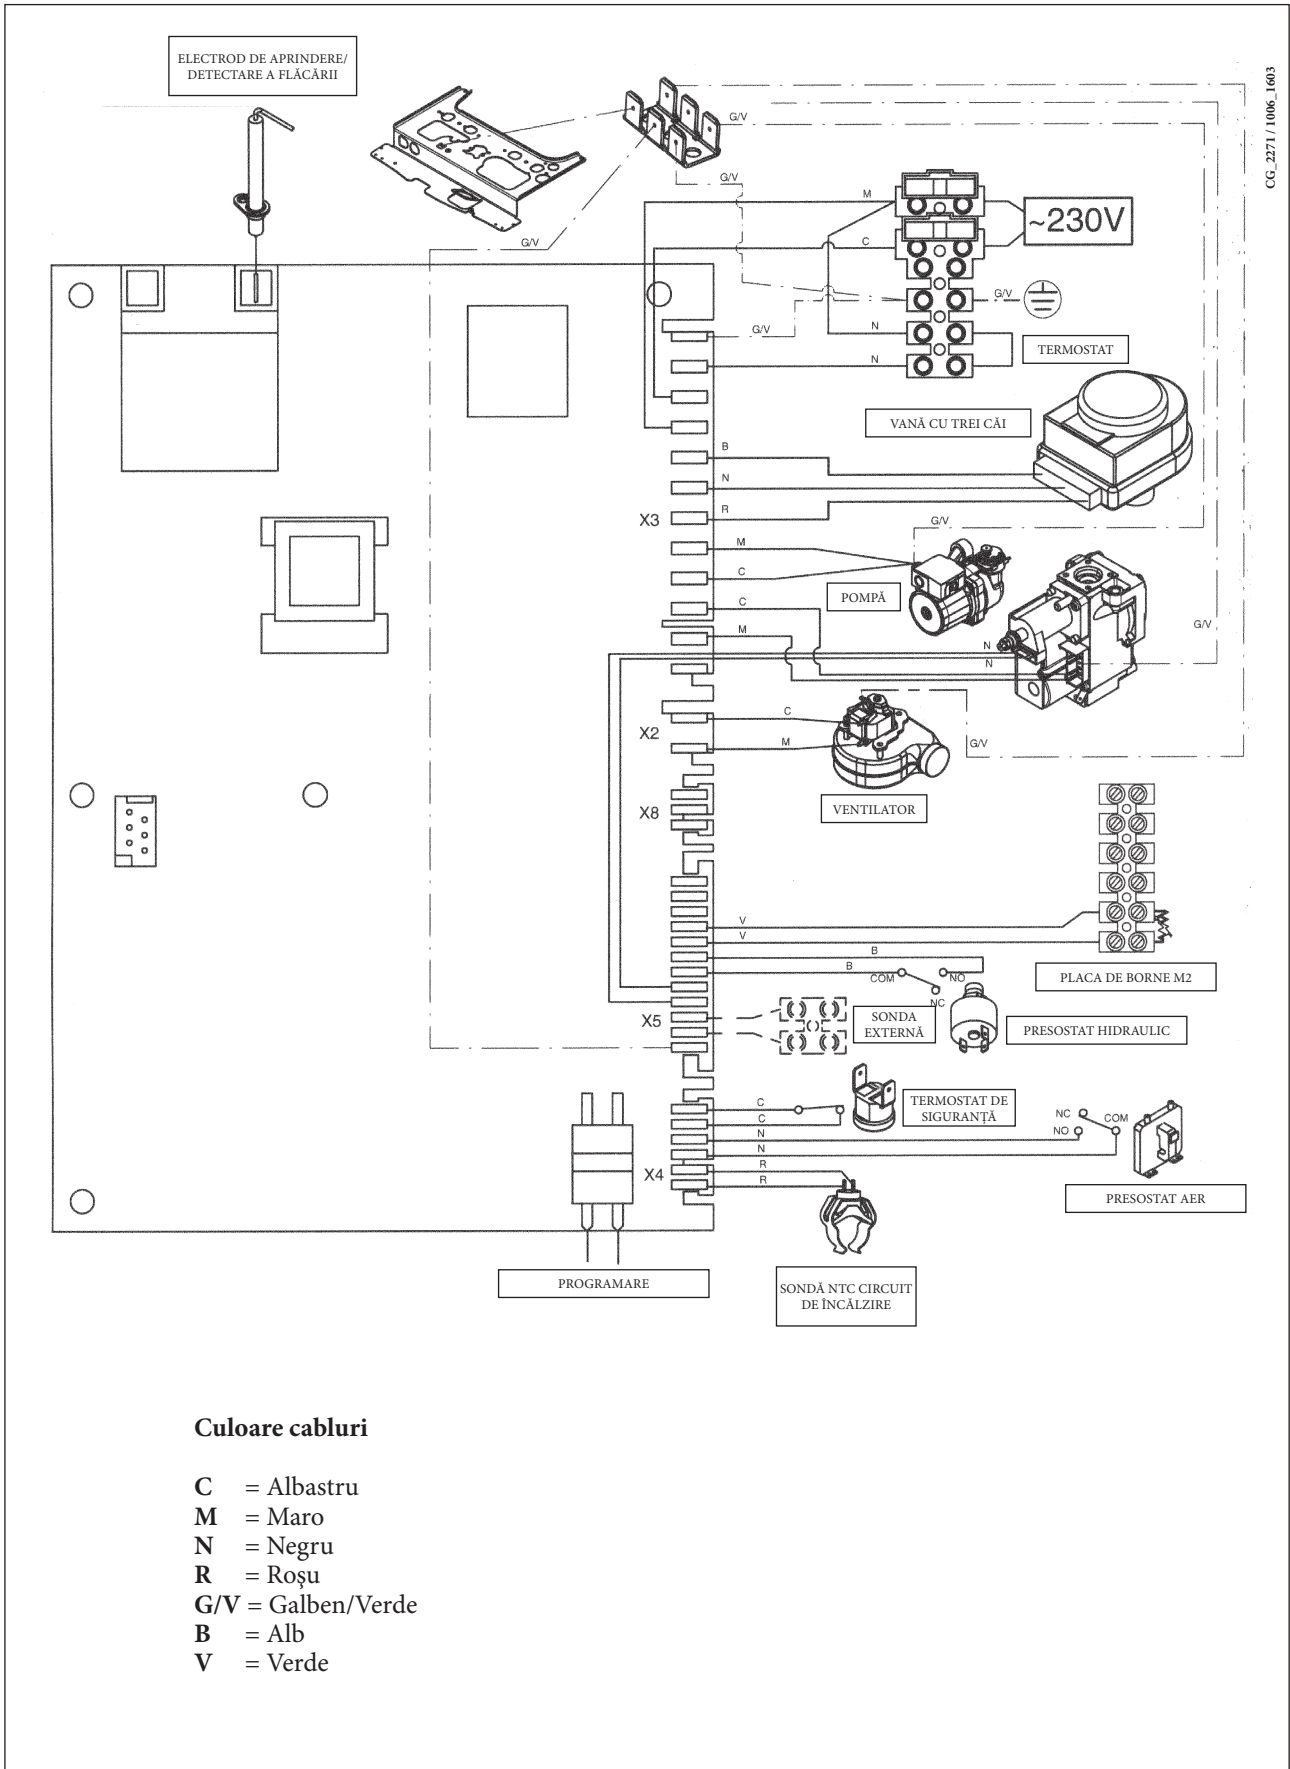 ELECTROD DE APRINDERE/
DETECTARE A FLĂCĂRII
CG_2271 / 1006_1603
G/V
G/V
M
~230V
G/V
C
G/V
G/V
N
TERMOSTAT
N
VANĂ CU TREI CĂI
B
N
R
X3
G/V
M
C
POMPĂ
C
M
G/V
N
N
C
X2
M
G/V
X8
VENTILATOR
V
V
B
B
COM
NO
PLACA DE BORNE M2
NC
X5
SONDA
EXTERNĂ
PRESOSTAT HIDRAULIC
C
C
TERMOSTAT DE
SIGURANȚĂ
NC
COM
NO
N
N
X4
R
R
PRESOSTAT AER
PROGRAMARE
SONDĂ NTC CIRCUIT
DE ÎNCĂLZIRE
Culoare cabluri
C = Albastru
M = Maro
N = Negru
R = Roşu
G/V = Galben/Verde
B = Alb
V = Verde